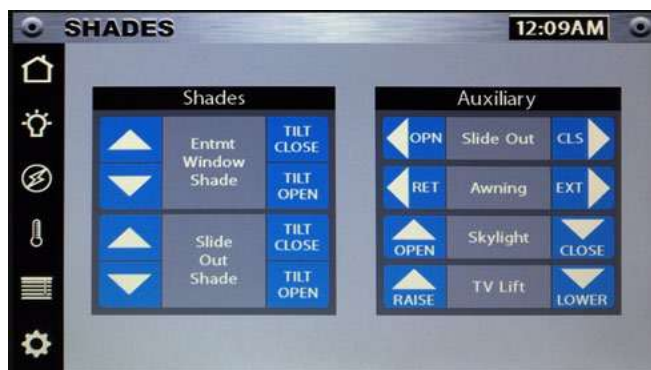 SHADES
12:09AM
Shades
Entmt
Window
Shade
TILT
CLOSE
TILT
OPEN
Slide
Out
Shade
TILT
CLOSE
TILT
OPEN
Auxiliary
OPN Slide Out CLS
RET Awning EXT
OPEN Skylight CLOSE
RAISE TV Lift LOWER